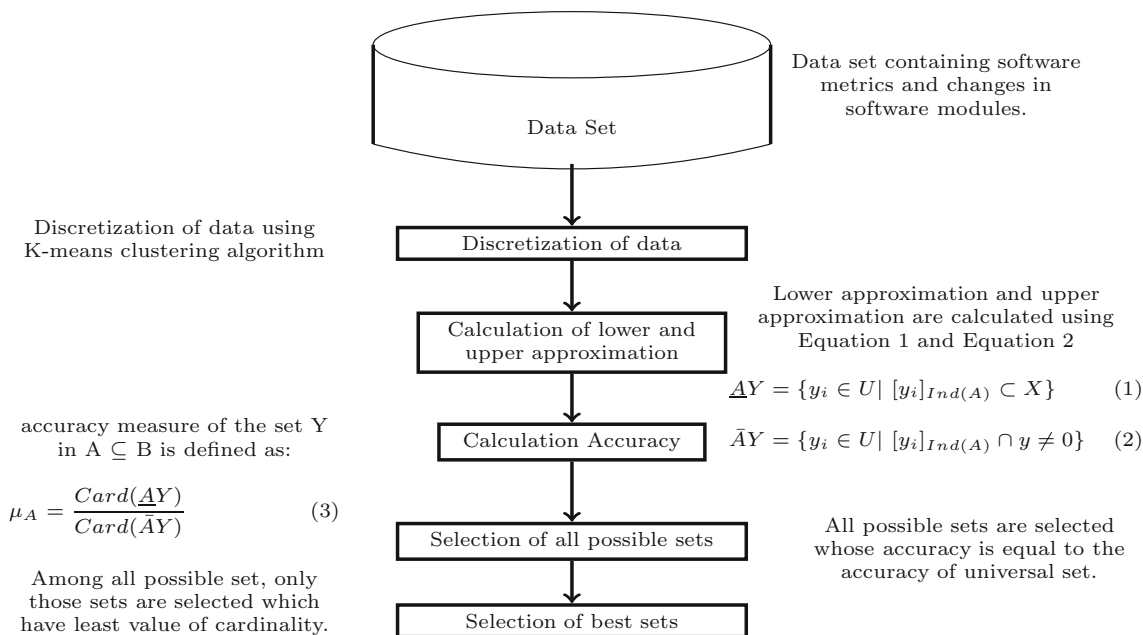 Data set containing software
metrics and changes in
software modules.
Data Set
Discretization of data using
K-means clustering algorithm
Discretization of data
Lower approximation and upper
approximation are calculated using
Equation 1 and Equation 2
Calculation of lower and
upper approximation
A̲Y = {y_i ∈ U| [y_i]_{Ind(A)} ⊂ X} (1)
accuracy measure of the set Y
in A ⊆ B is defined as:
Calculation Accuracy
ĀY = {y_i ∈ U| [y_i]_{Ind(A)} ∩ y ≠ 0} (2)
μ_A = Card(A̲Y) / Card(ĀY) (3)
Selection of all possible sets
All possible sets are selected
whose accuracy is equal to the
accuracy of universal set.
Among all possible set, only
those sets are selected which
have least value of cardinality.
Selection of best sets